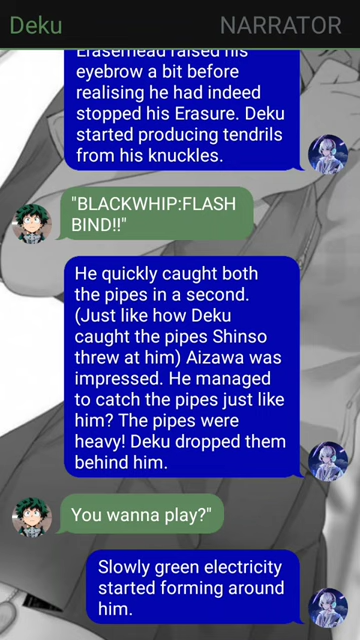 Deku
NARRATOR
Erasermead raised his
eyebrow a bit before
realising he had indeed
stopped his Erasure. Deku
started producing tendrils
from his knuckles.
"BLACKWHIP:FLASH
BIND!!"
He quickly caught both
the pipes in a second.
(Just like how Deku
caught the pipes Shinso
threw at him) Aizawa was
impressed. He managed
to catch the pipes just like
him? The pipes were
heavy! Deku dropped them
behind him.
You wanna play?"
Slowly green electricity
started forming around
him.